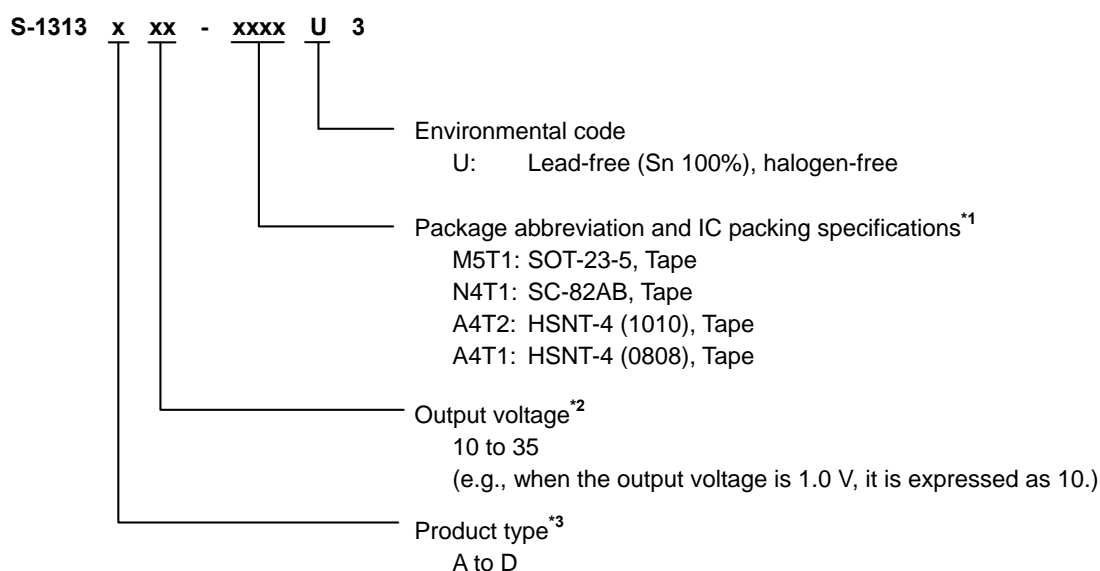 S-1313 x xx - xxxx U 3
Environmental code
U: Lead-free (Sn 100%), halogen-free
Package abbreviation and IC packing specifications*1
M5T1: SOT-23-5, Tape
N4T1: SC-82AB, Tape
A4T2: HSNT-4 (1010), Tape
A4T1: HSNT-4 (0808), Tape
Output voltage*2
10 to 35
(e.g., when the output voltage is 1.0 V, it is expressed as 10.)
Product type*3
A to D